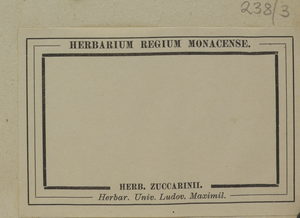 238/3
HERBARIUM REGIUM MONACENSE.
HERB. ZUCCARINII.
Herbar. Univ. Ludov. Maximil.